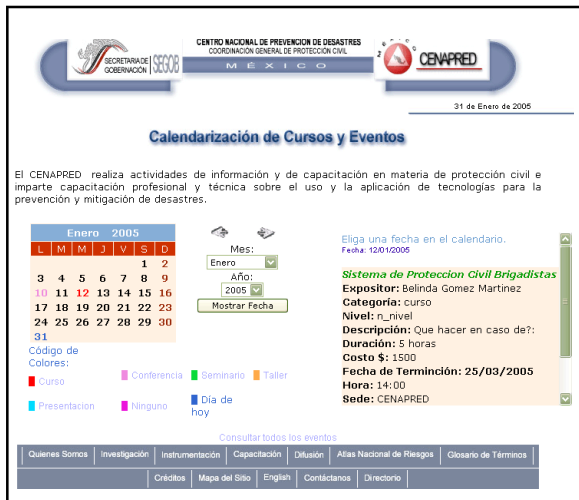 SECRETARIA DE
GOBERNACIÓN
SEGOB
CENTRO NACIONAL DE PREVENCION DE DESASTRES
COORDINACIÓN GENERAL DE PROTECCIÓN CIVIL
MÉXICO
CENAPRED
31 de Enero de 2005
Calendarización de Cursos y Eventos
El CENAPRED realiza actividades de información y de capacitación en materia de protección civil e
imparte capacitación profesional y técnica sobre el uso y la aplicación de tecnologías para la
prevención y mitigación de desastres.
Enero 2005
L M M J V S D
1 2
3 4 5 6 7 8 9
10 11 12 13 14 15 16
17 18 19 20 21 22 23
24 25 26 27 28 29 30
31
Mes:
Enero
Año:
2005
Mostrar Fecha
Código de
Colores:
Curso
Conferencia
Seminario
Taller
Presentacion
Ninguno
Día de
hoy
Elija una fecha en el calendario.
Fecha: 12/01/2005
Sistema de Proteccion Civil Brigadistas
Expositor: Belinda Gomez Martinez
Categoría: curso
Nivel: n_nivel
Descripción: Que hacer en caso de?:
Duración: 5 horas
Costo $: 1500
Fecha de Terminción: 25/03/2005
Hora: 14:00
Sede: CENAPRED
Consultar todos los eventos
Quienes Somos Investigación Instrumentación Capacitación Difusión Atlas Nacional de Riesgos Glosario de Términos
Créditos Mapa del Sitio English Contáctanos Directorio